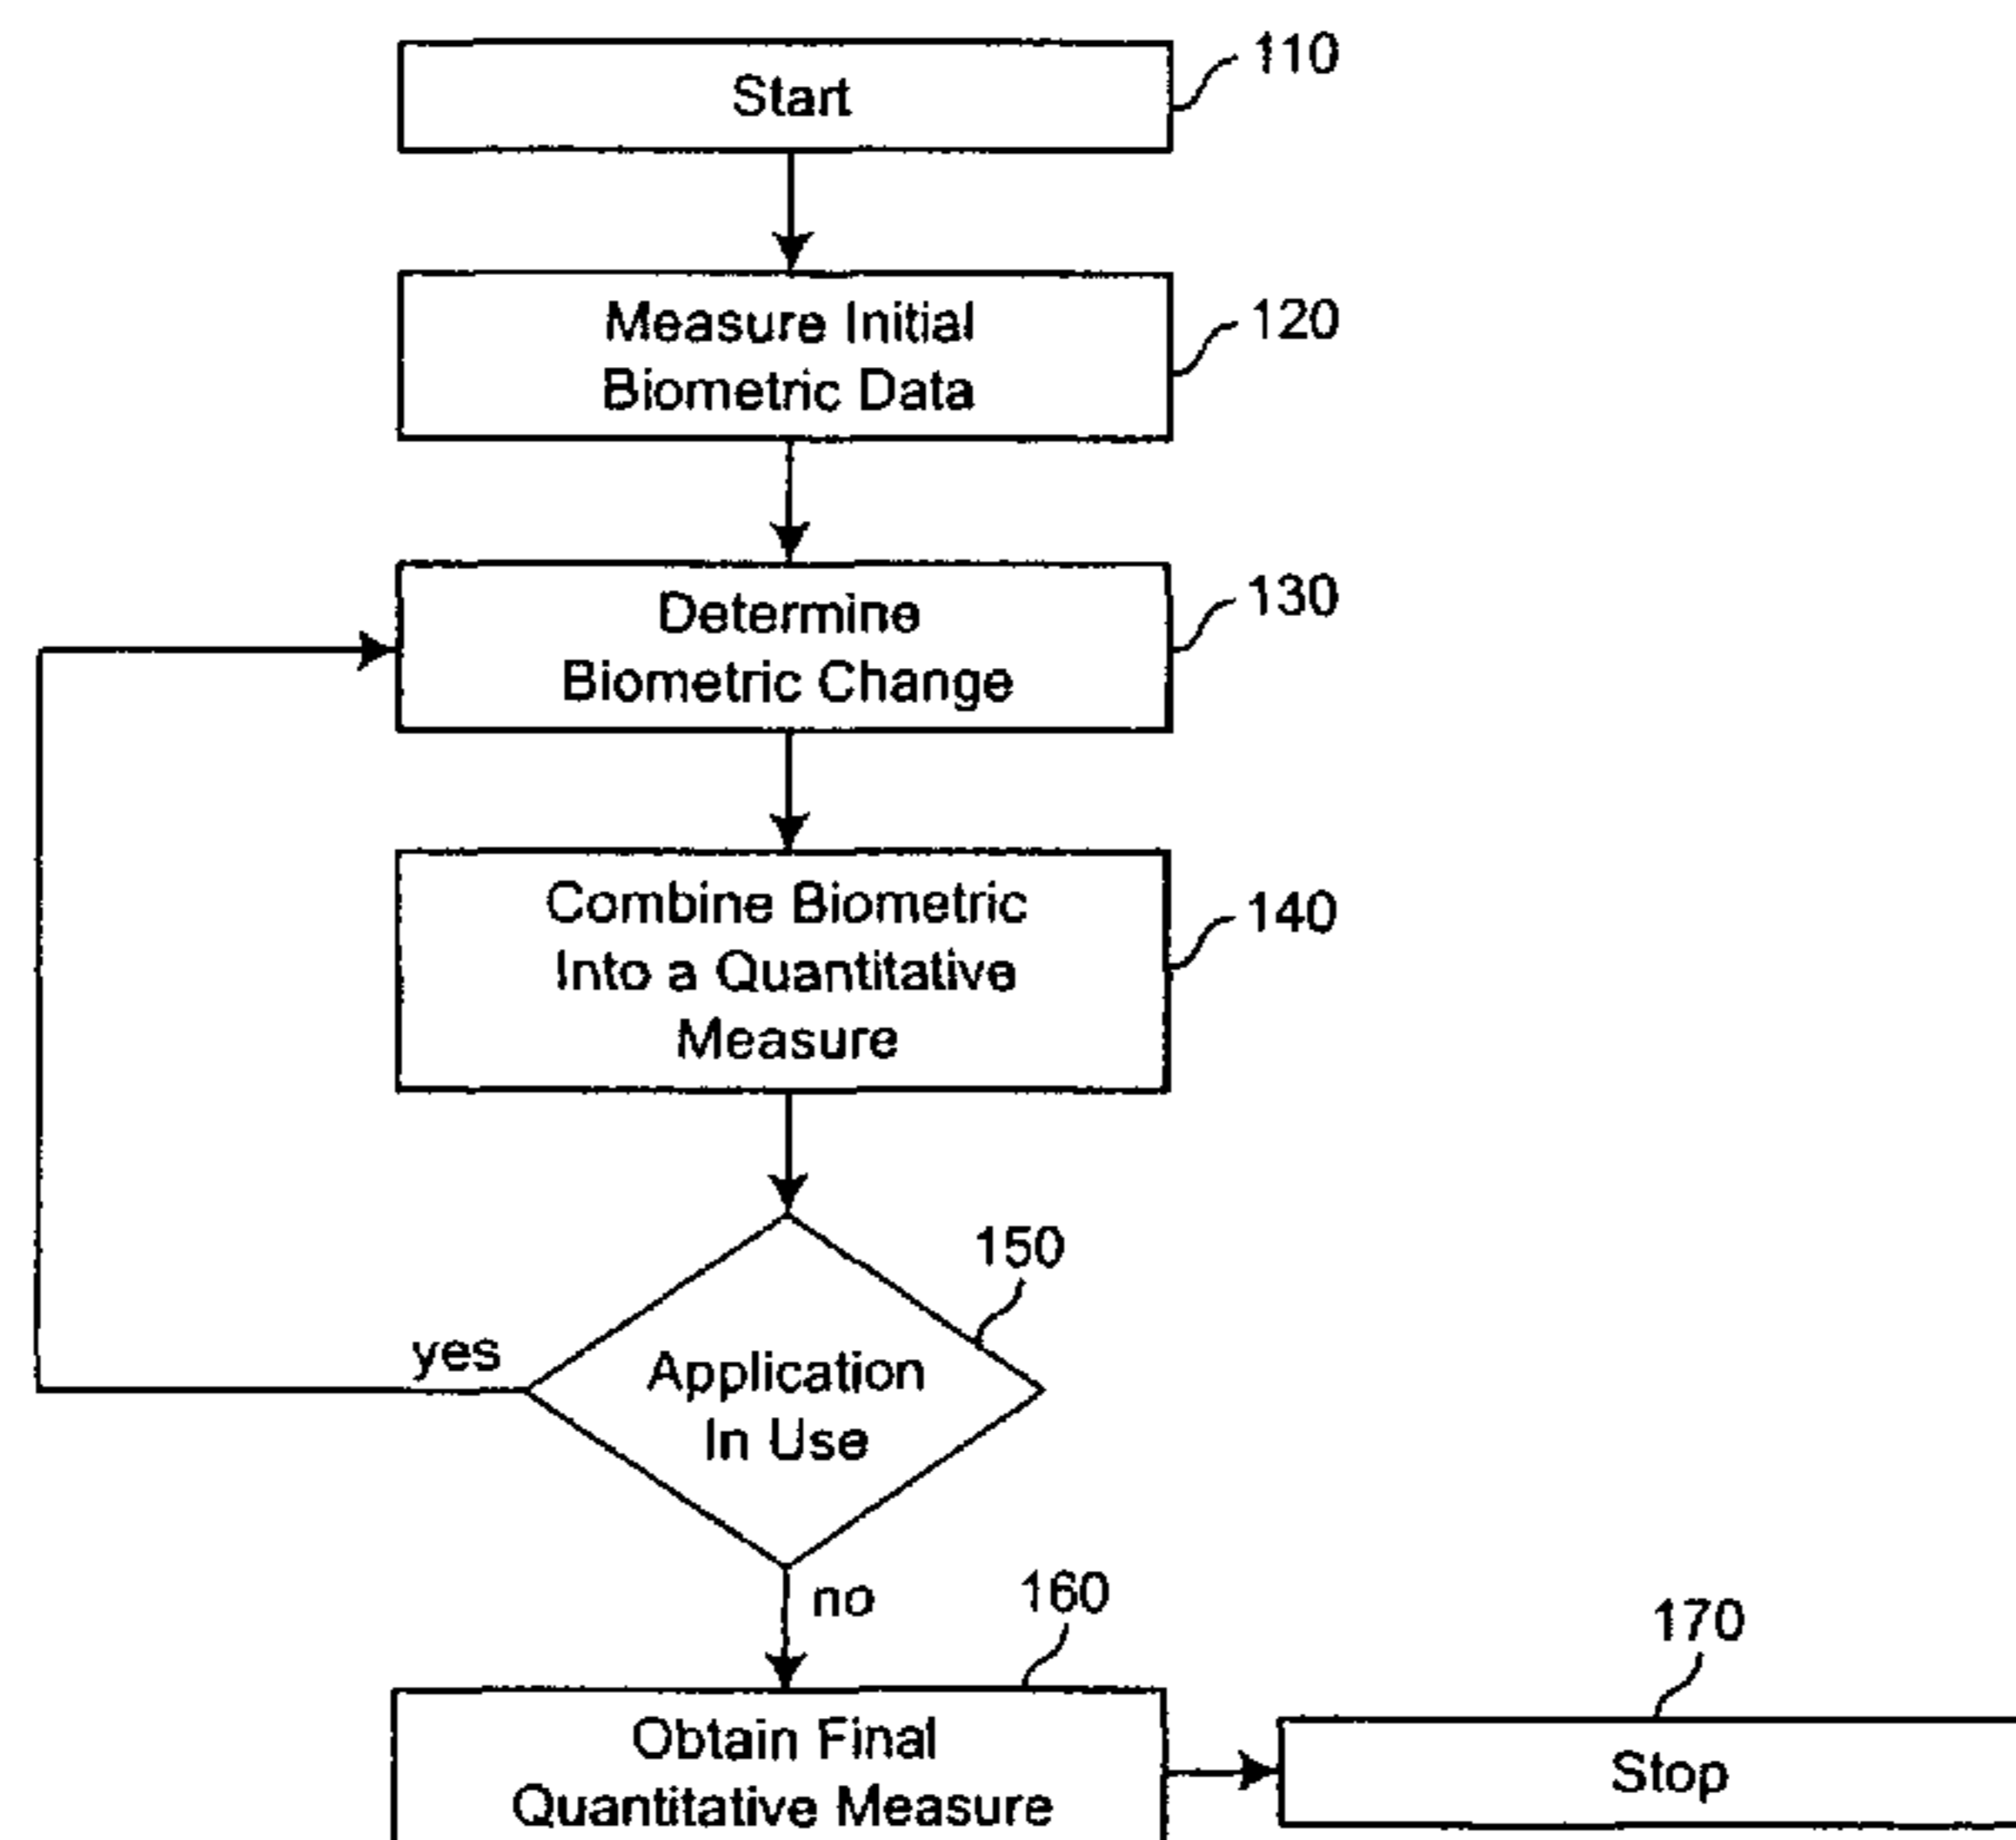 Start
110
Measure Initial
Biometric Data
120
Determine
Biometric Change
130
Combine Biometric
Into a Quantitative
Measure
140
150
Application
In Use
yes
no
160
Obtain Final
Quantitative Measure
170
Stop